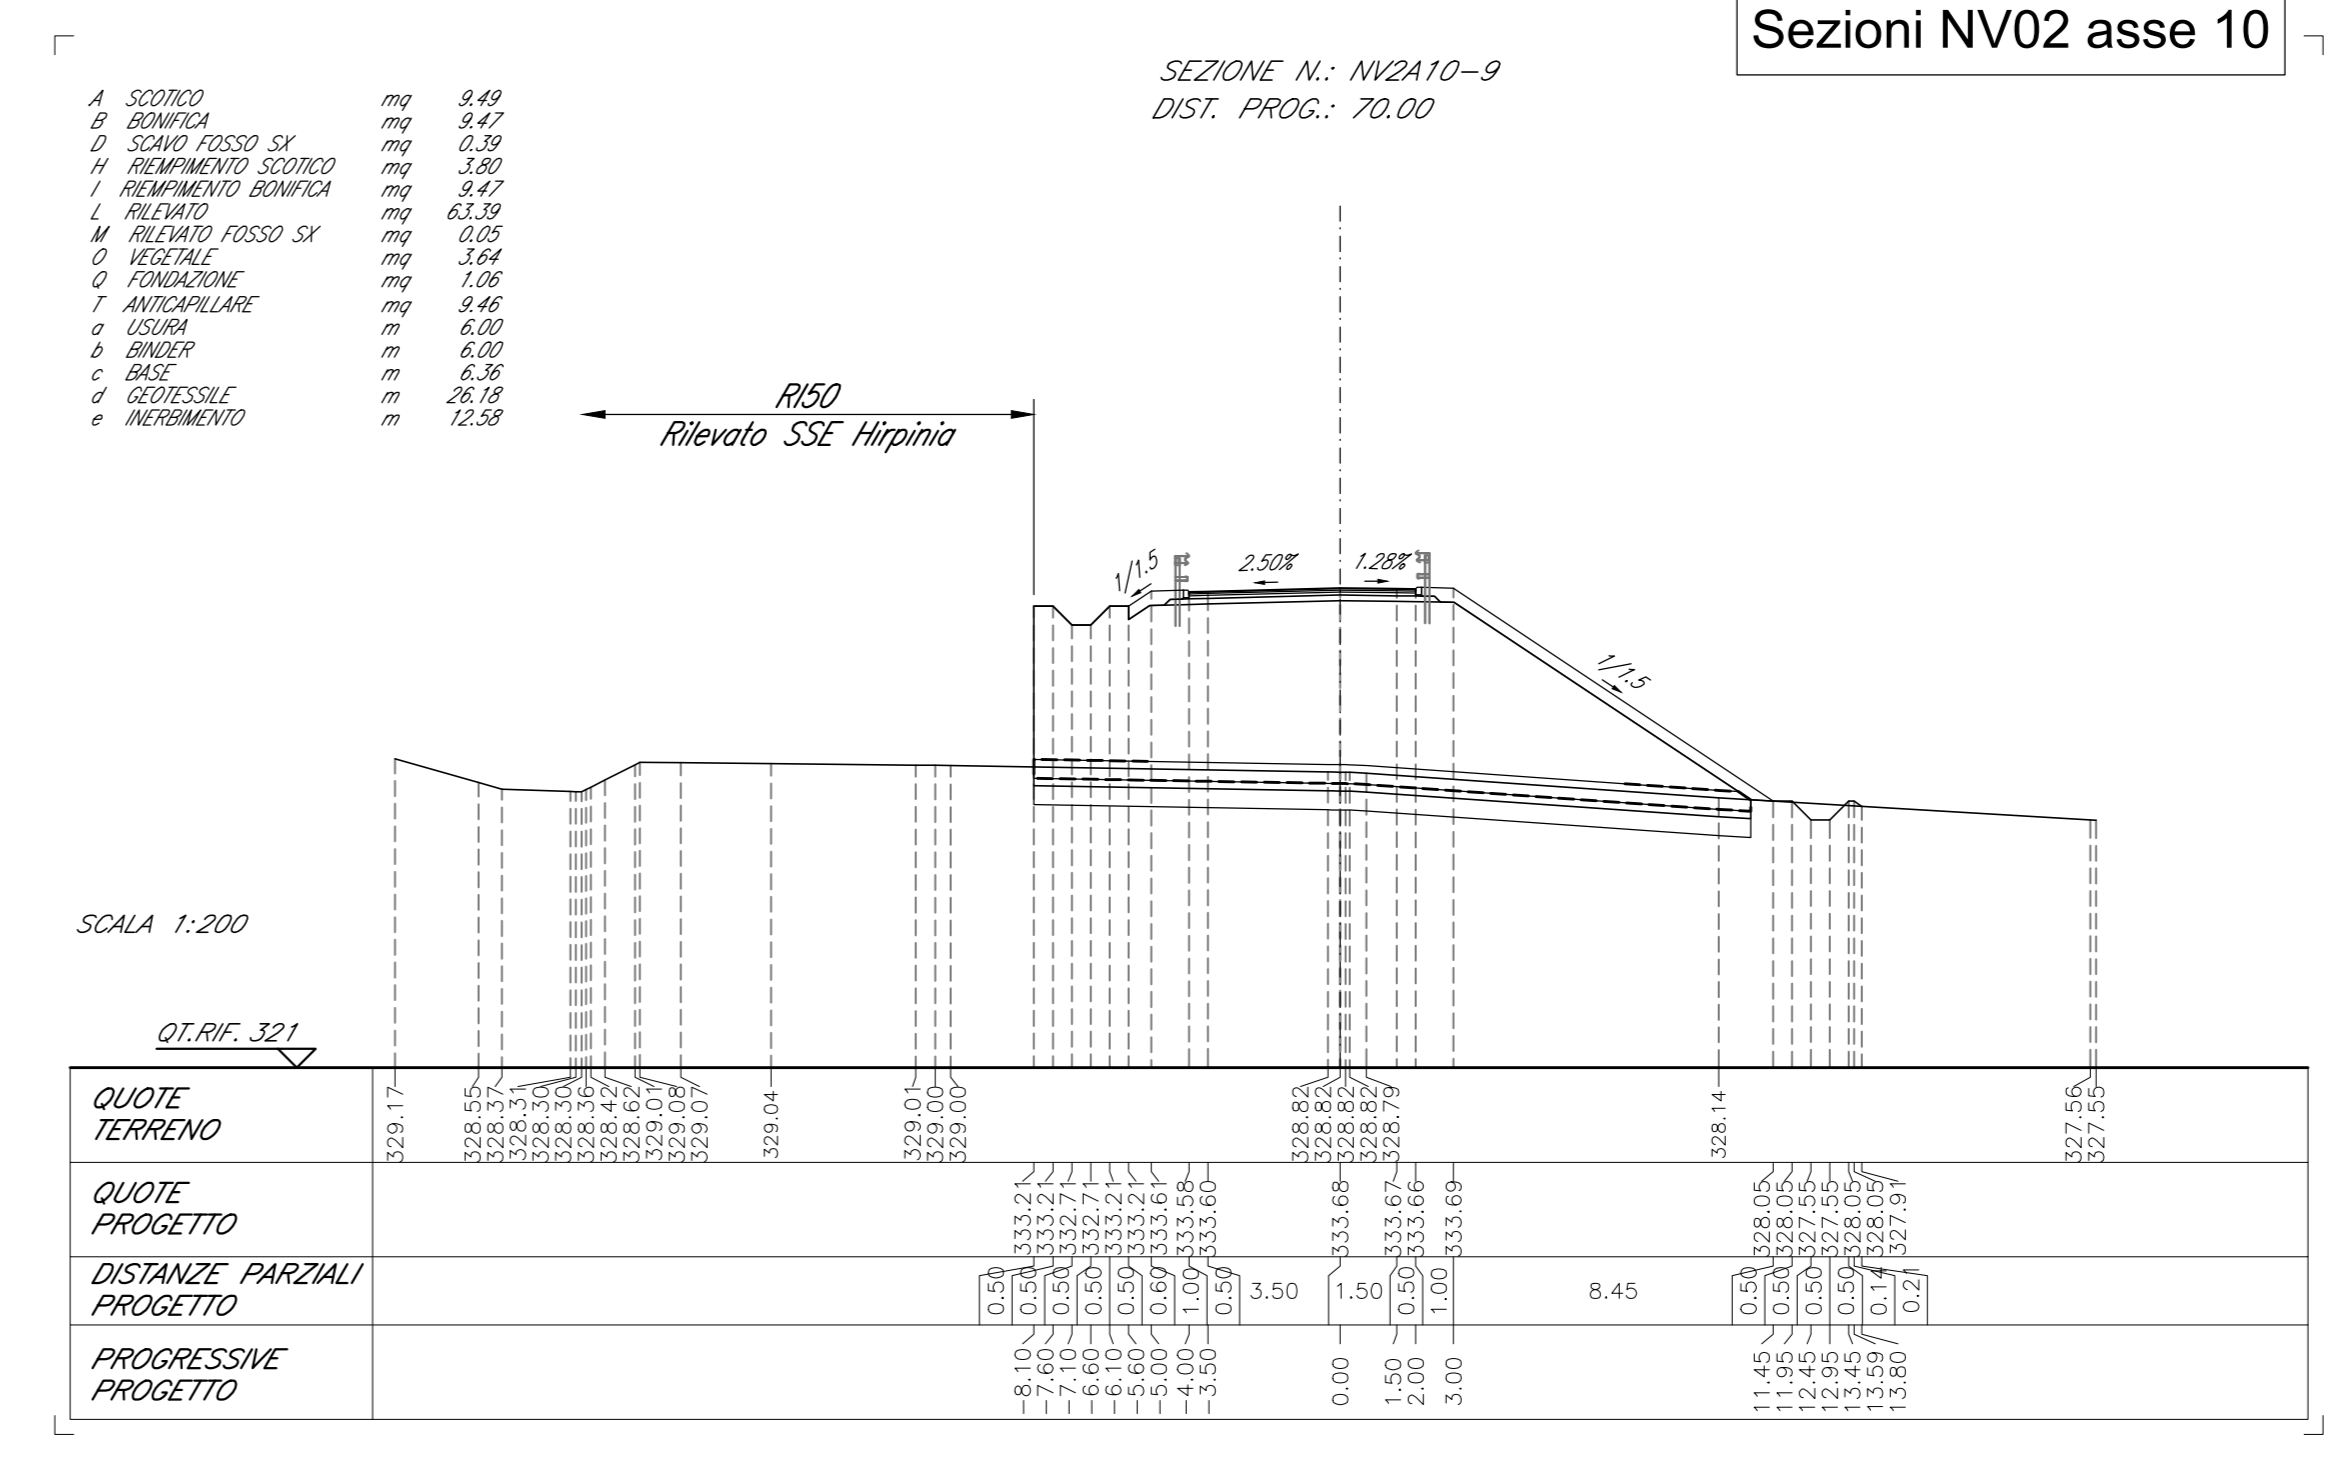 Sezioni NV02 asse 10
SEZIONE N.: NV2A10-9
DIST. PROG.: 70.00
A SCOTICO mq 9.49
B BONIFICA mq 9.47
D SCAVO FOSSO SX mq 0.39
H RIEMPIMENTO SCOTICO mq 3.80
I RIEMPIMENTO BONIFICA mq 9.47
L RILEVATO mq 63.39
M RILEVATO FOSSO SX mq 0.05
O VEGETALE mq 3.64
Q FONDAZIONE mq 1.06
T ANTICAPILLARE mq 9.46
a USURA m 6.00
b BINDER m 6.00
c BASE m 6.36
d GEOTESSILE m 26.18
e INERBIMENTO m 12.58
RI50
Rilevato SSE Hirpinia
1/1.5
2.50%
1.28%
1/1.5
SCALA 1:200
QT.RIF. 321
QUOTE
TERRENO
329.17 328.55 328.37 328.31 328.30 328.30 328.36 328.42 328.62 329.01 329.08 329.07 329.04 329.01 329.00 329.00 328.82 328.82 328.82 328.82 328.79 328.14 327.56 327.55
QUOTE
PROGETTO
333.21 333.21 332.71 332.71 333.21 333.21 333.61 333.58 333.60 333.68 333.67 333.66 333.69 328.05 328.05 327.55 327.55 328.05 328.05 327.91
DISTANZE PARZIALI
PROGETTO
0.50 0.50 0.50 0.50 0.50 0.60 1.00 0.50 3.50 1.50 0.50 1.00 8.45 0.50 0.50 0.50 0.50 0.14 0.21
PROGRESSIVE
PROGETTO
-8.10 -7.60 -7.10 -6.60 -6.10 -5.60 -5.00 -4.00 -3.50 0.00 1.50 2.00 3.00 11.45 11.95 12.45 12.95 13.45 13.59 13.80